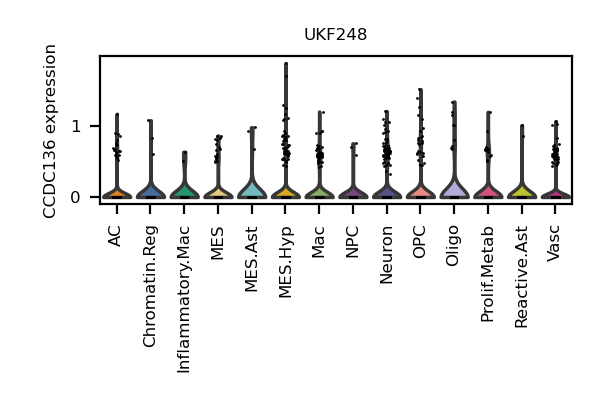 UKF248
CCDC136 expression
1
0
AC
Chromatin.Reg
Inflammatory.Mac
MES
MES.Ast
MES.Hyp
Mac
NPC
Neuron
OPC
Oligo
Prolif.Metab
Reactive.Ast
Vasc